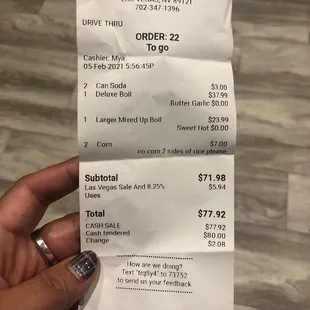 NV 89121
702-347-1396
DRIVE THRU
ORDER: 22
To go
Cashier: Mya
05-Feb-2021 5:56:45P
2 Can Soda $3.00
1 Deluxe Boil $37.99
Butter Garlic $0.00
1 Larger Mixed Up Boil $23.99
Sweet Hot $0.00
2 Corn $7.00
no corn 2 sides of rice please
Subtotal $71.98
Las Vegas Sale And 8.25% $5.94
Uses
Total $77.92
CASH SALE $77.92
Cash tendered $80.00
Change $2.08
How are we doing?
Text "trq8y4" to 73752
to send us your feedback